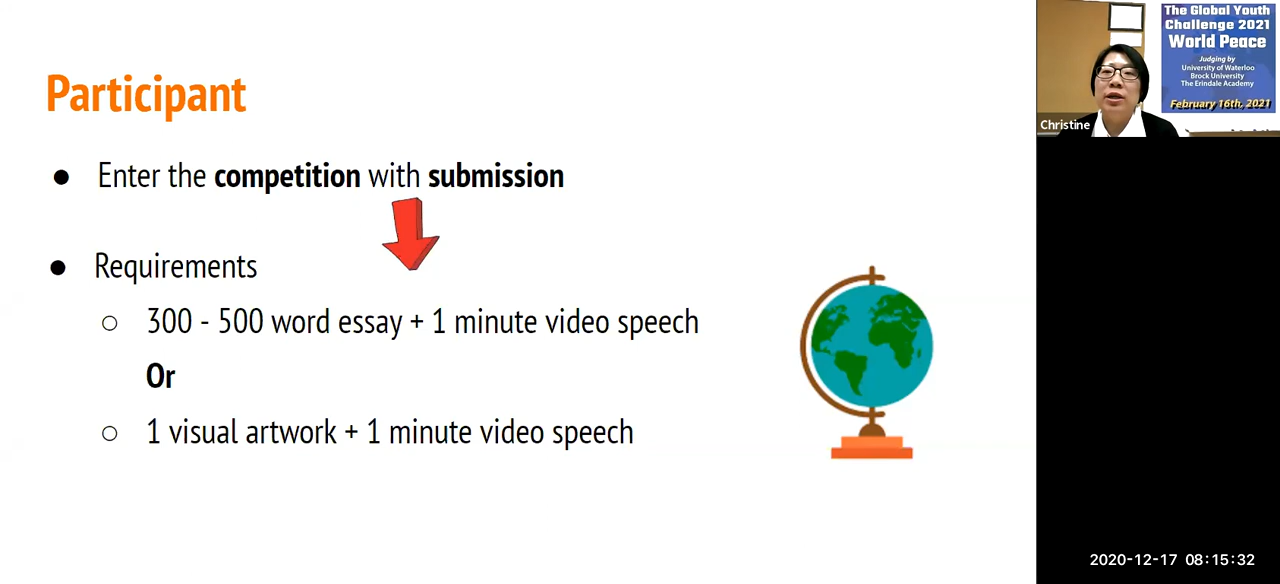 Participant
● Enter the competition with submission
● Requirements
○ 300 - 500 word essay + 1 minute video speech
Or
○ 1 visual artwork + 1 minute video speech
The Global Youth
Challenge 2021
World Peace
Judging by
University of Waterloo
Brock University
The Erindale Academy
February 16th, 2021
Christine
2020-12-17 08:15:32